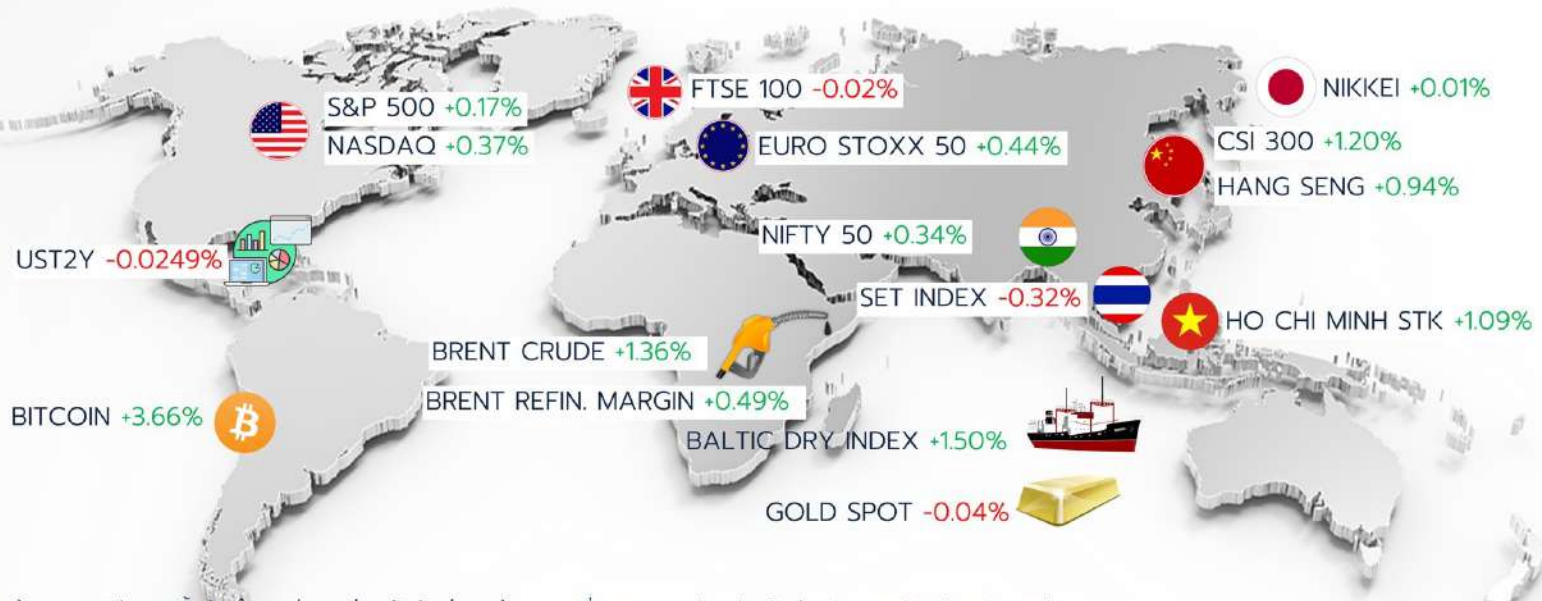 S&P 500 +0.17%
NASDAQ +0.37%
FTSE 100 -0.02%
EURO STOXX 50 +0.44%
NIKKEI +0.01%
CSI 300 +1.20%
HANG SENG +0.94%
UST2Y -0.0249%
NIFTY 50 +0.34%
SET INDEX -0.32%
HO CHI MINH STK +1.09%
BRENT CRUDE +1.36%
BRENT REFIN. MARGIN +0.49%
BITCOIN +3.66%
BALTIC DRY INDEX +1.50%
GOLD SPOT -0.04%